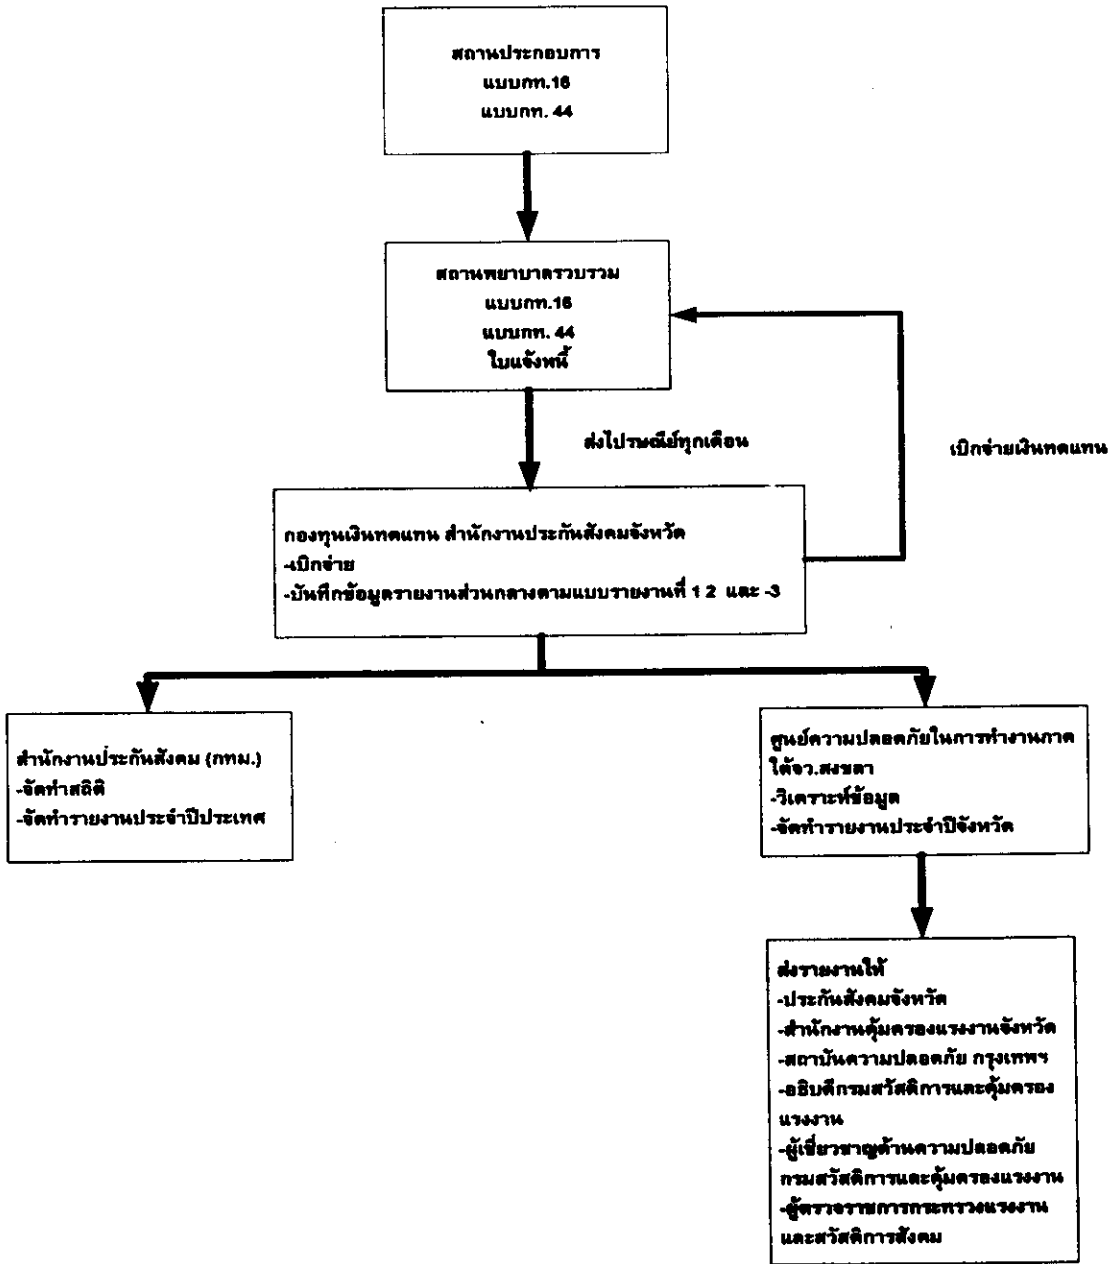 สถานประกอบการ
แบบกท.16
แบบกท. 44
สถานพยาบาลรวบรวม
แบบกท.16
แบบกท. 44
ใบแจ้งหนี้
ส่งไปรษณีย์ทุกเดือน
เบิกจ่ายเงินทดแทน
กองทุนเงินทดแทน สำนักงานประกันสังคมจังหวัด
-เบิกจ่าย
-บันทึกข้อมูลรายงานส่วนกลางตามแบบรายงานที่ 1 2 และ -3
สำนักงานประกันสังคม (กทม.)
-จัดทำสถิติ
-จัดทำรายงานประจำปีประเทศ
ศูนย์ความปลอดภัยในการทำงานภาค
ใต้จว.สงขลา
-วิเคราะห์ข้อมูล
-จัดทำรายงานประจำปีจังหวัด
ส่งรายงานให้
-ประกันสังคมจังหวัด
-สำนักงานคุ้มครองแรงงานจังหวัด
-สถาบันความปลอดภัย กรุงเทพฯ
-อธิบดีกรมสวัสดิการและคุ้มครอง
แรงงาน
-ผู้เชี่ยวชาญด้านความปลอดภัย
กรมสวัสดิการและคุ้มครองแรงงาน
-ผู้ตรวจราชการกระทรวงแรงงาน
และสวัสดิการสังคม